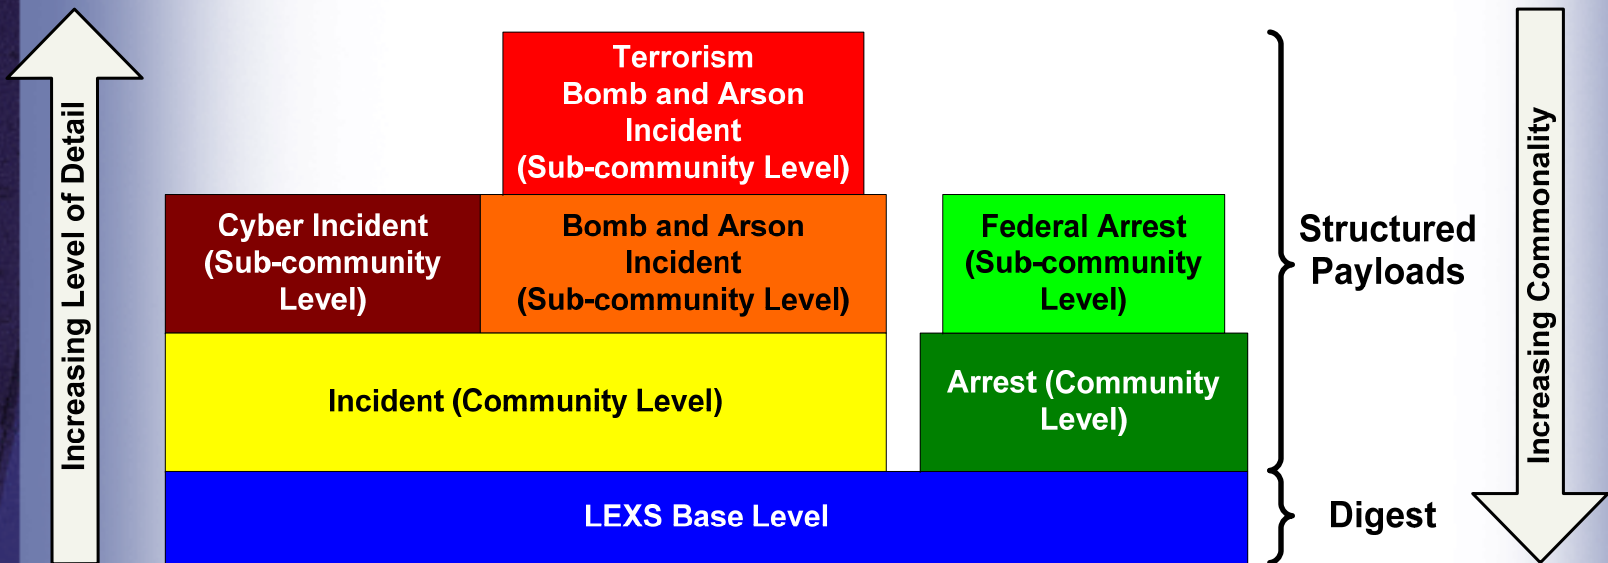 Increasing Level of Detail
Terrorism
Bomb and Arson
Incident
(Sub-community Level)
Cyber Incident
(Sub-community
Level)
Bomb and Arson
Incident
(Sub-community Level)
Federal Arrest
(Sub-community
Level)
Incident (Community Level)
Arrest (Community
Level)
LEXS Base Level
Structured
Payloads
Digest
Increasing Commonality